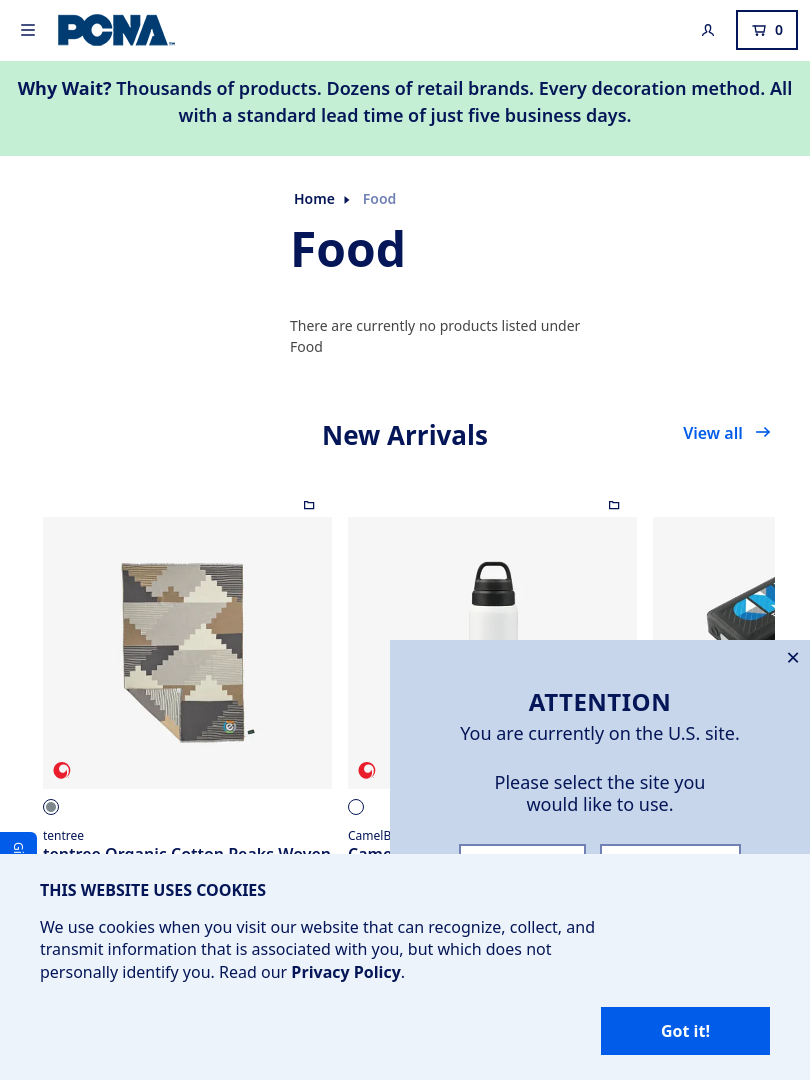 PCNA
0
Why Wait? Thousands of products. Dozens of retail brands. Every decoration method. All
with a standard lead time of just five business days.
Home
Food
Food
There are currently no products listed under
Food
New Arrivals
View all
ATTENTION
You are currently on the U.S. site.
Please select the site you
would like to use.
tentree
tentree Organic Cotton Peaks Woven
THIS WEBSITE USES COOKIES
We use cookies when you visit our website that can recognize, collect, and
transmit information that is associated with you, but which does not
personally identify you. Read our Privacy Policy.
Got it!